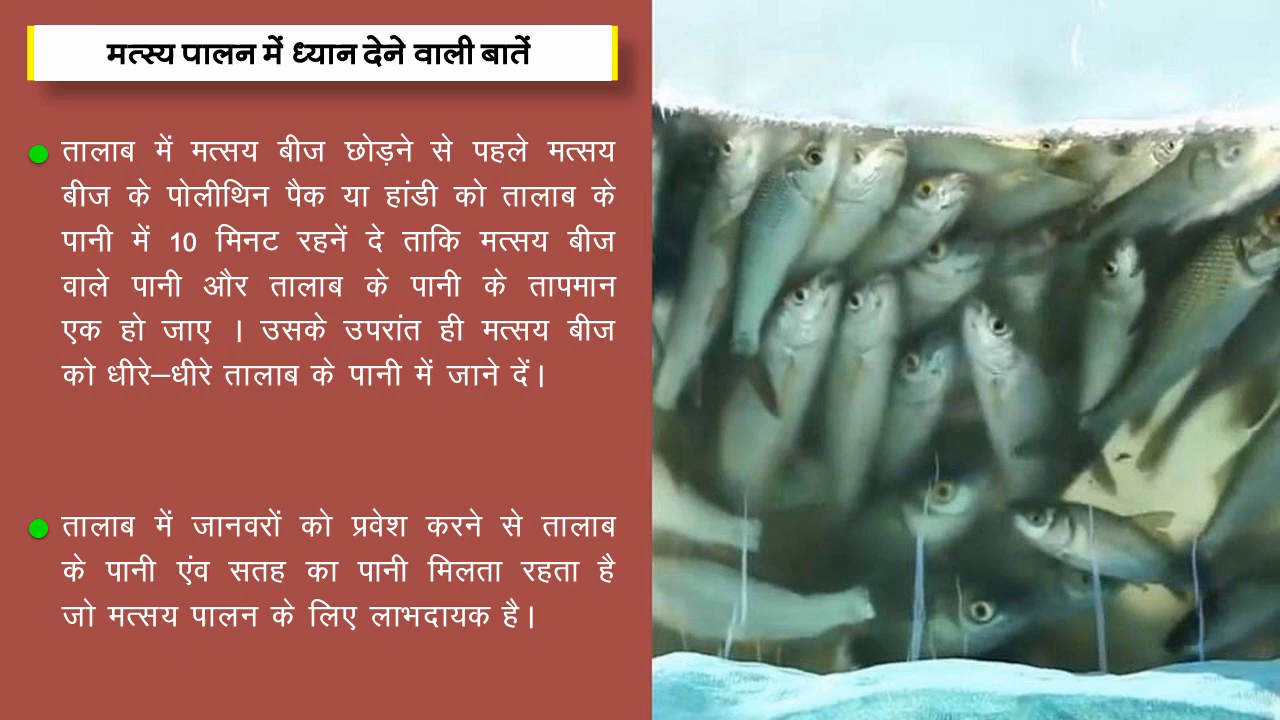 मत्स्य पालन में ध्यान देने वाली बातें
तालाब में मत्सय बीज छोड़ने से पहले मत्सय
बीज के पोलीथिन पैक या हांडी को तालाब के
पानी में 10 मिनट रहनें दे ताकि मत्सय बीज
वाले पानी और तालाब के पानी के तापमान
एक हो जाए । उसके उपरांत ही मत्सय बीज
को धीरे–धीरे तालाब के पानी में जाने दें।
तालाब में जानवरों को प्रवेश करने से तालाब
के पानी एंव सतह का पानी मिलता रहता है
जो मत्सय पालन के लिए लाभदायक है।